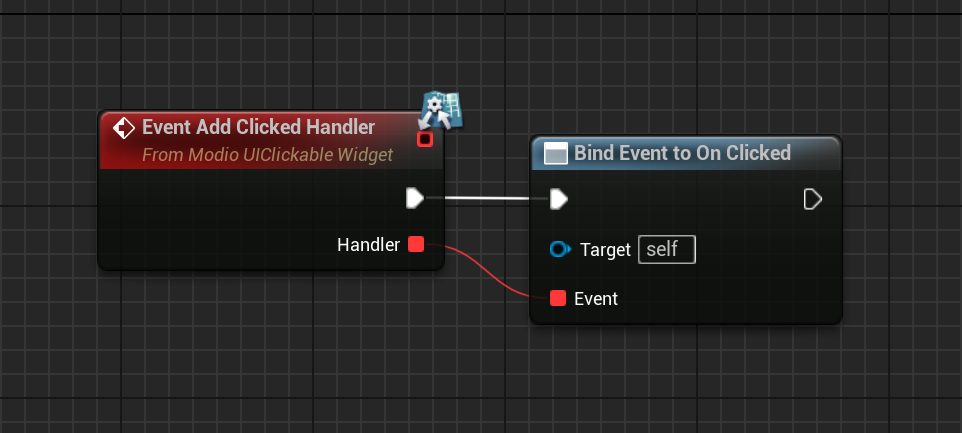 Event Add Clicked Handler
From Modio UIClickable Widget
Handler
Bind Event to On Clicked
Target self
Event